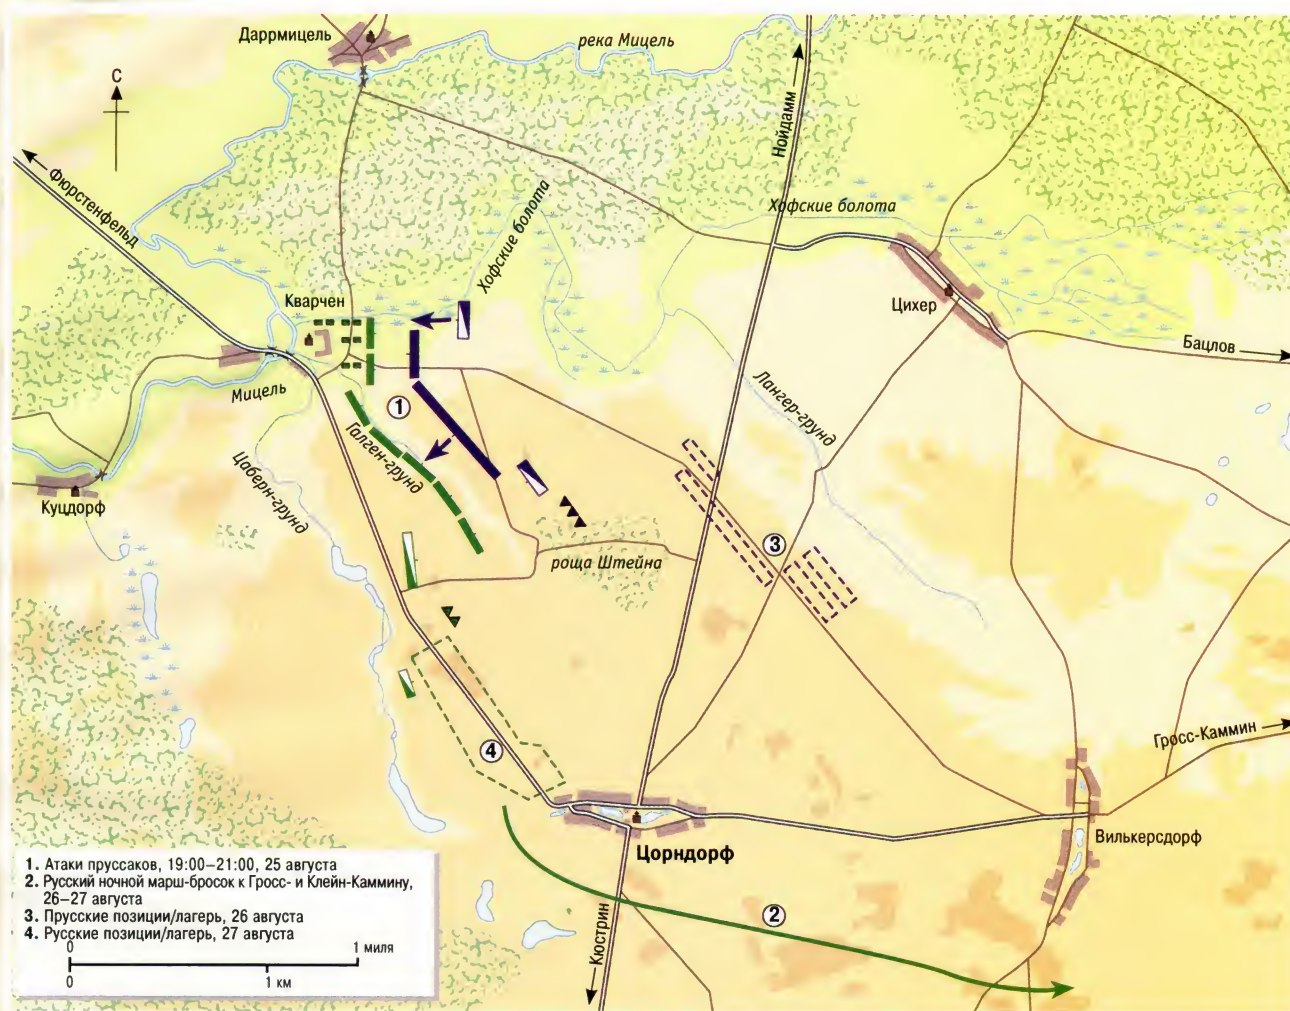 Даррмицель
река Мицель
С
Нойдамм
Фюрстенфельд
Хофские болота
Хофские болота
Кварчен
Цихер
Бацлов
Мицель
Лангер-грунд
1
Галген-грунд
Цаберн-грунд
Куцдорф
роща Штейна
3
4
Гросс-Каммин
Вилькерсдорф
Цорндорф
2
Кюстрин
1. Атаки пруссаков, 19:00–21:00, 25 августа
2. Русский ночной марш-бросок к Гросс- и Клейн-Каммину,
26–27 августа
3. Прусские позиции/лагерь, 26 августа
4. Русские позиции/лагерь, 27 августа
0 1 миля
0 1 км